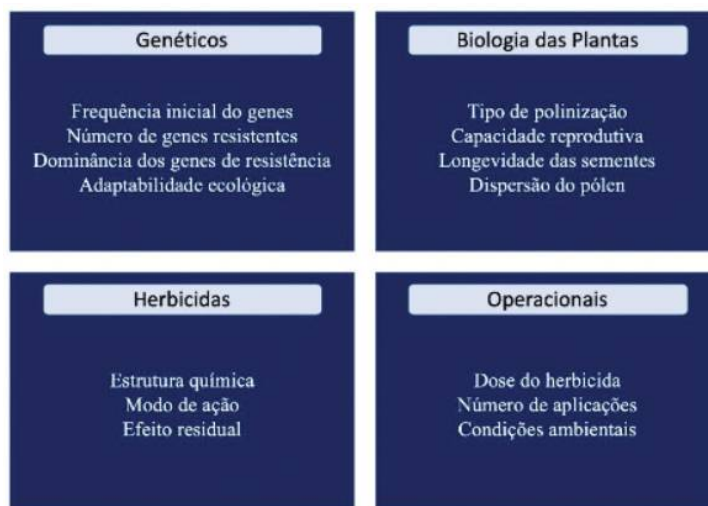 Genéticos
Frequência inicial do genes
Número de genes resistentes
Dominância dos genes de resistência
Adaptabilidade ecológica
Biologia das Plantas
Tipo de polinização
Capacidade reprodutiva
Longevidade das sementes
Dispersão do pólen
Herbicidas
Estrutura química
Modo de ação
Efeito residual
Operacionais
Dose do herbicida
Número de aplicações
Condições ambientais